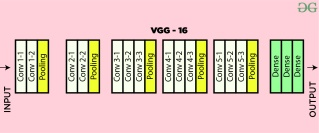 VGG - 16
INPUT
Conv 1-1
Conv 1-2
Pooling
Conv 2-1
Conv 2-2
Pooling
Conv 3-1
Conv 3-2
Conv 3-3
Pooling
Conv 4-1
Conv 4-2
Conv 4-3
Pooling
Conv 5-1
Conv 5-2
Conv 5-3
Pooling
Dense
Dense
Dense
OUTPUT